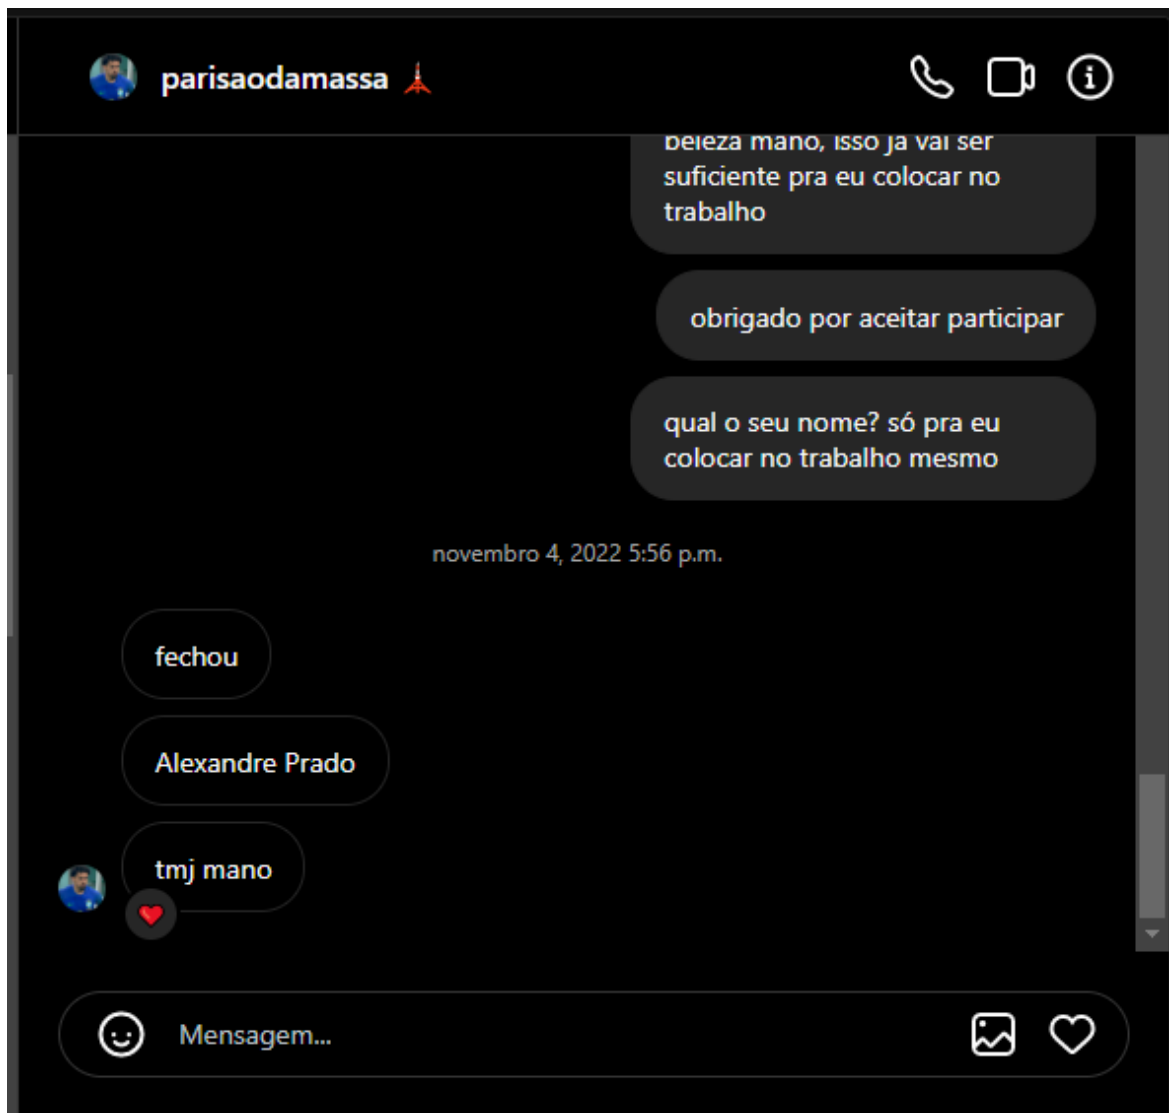 parisaodamassa 🗼
beleza mano, isso já vai ser
suficiente pra eu colocar no
trabalho
obrigado por aceitar participar
qual o seu nome? só pra eu
colocar no trabalho mesmo
novembro 4, 2022 5:56 p.m.
fechou
Alexandre Prado
tmj mano
Mensagem...